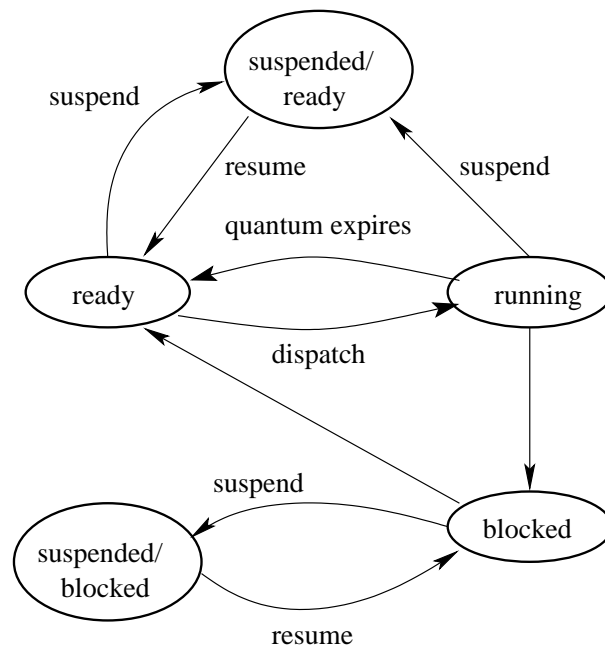 suspended/
ready
suspend
resume
suspend
quantum expires
ready
running
dispatch
suspend
blocked
suspended/
blocked
resume